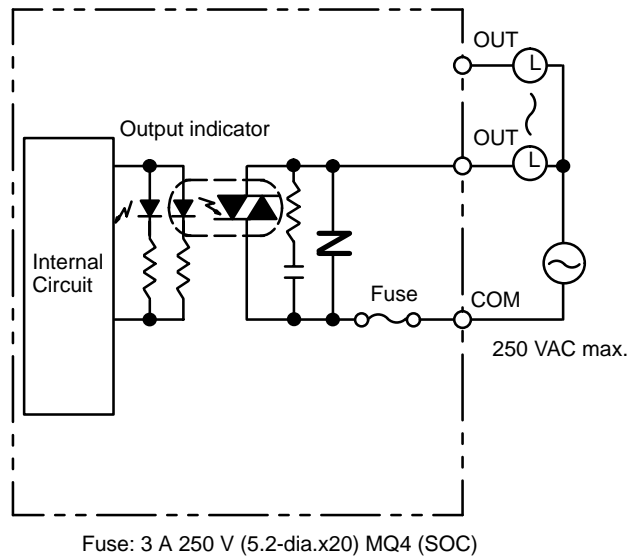 OUT
L
Output indicator
OUT
L
Internal
Circuit
Fuse
COM
250 VAC max.
Fuse: 3 A 250 V (5.2-dia.x20) MQ4 (SOC)